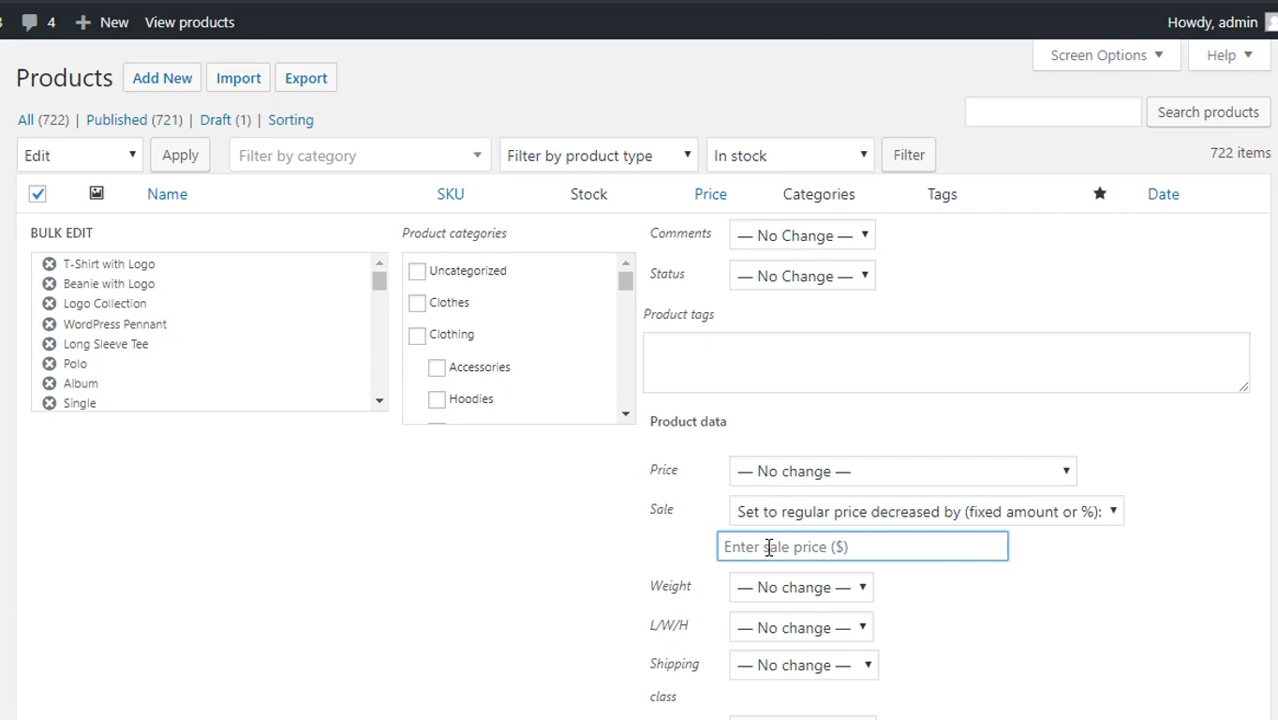 4 New View products Howdy, admin
Screen Options Help
Products Add New Import Export
All (722) | Published (721) | Draft (1) | Sorting
Search products
Edit Apply Filter by category Filter by product type In stock Filter 722 items
Name SKU Stock Price Categories Tags Date
BULK EDIT
T-Shirt with Logo
Beanie with Logo
Logo Collection
WordPress Pennant
Long Sleeve Tee
Polo
Album
Single
Product categories
Uncategorized
Clothes
Clothing
Accessories
Hoodies
Comments — No Change —
Status — No Change —
Product tags
Product data
Price — No change —
Sale Set to regular price decreased by (fixed amount or %):
Enter sale price ($)
Weight — No change —
L/W/H — No change —
Shipping — No change —
class